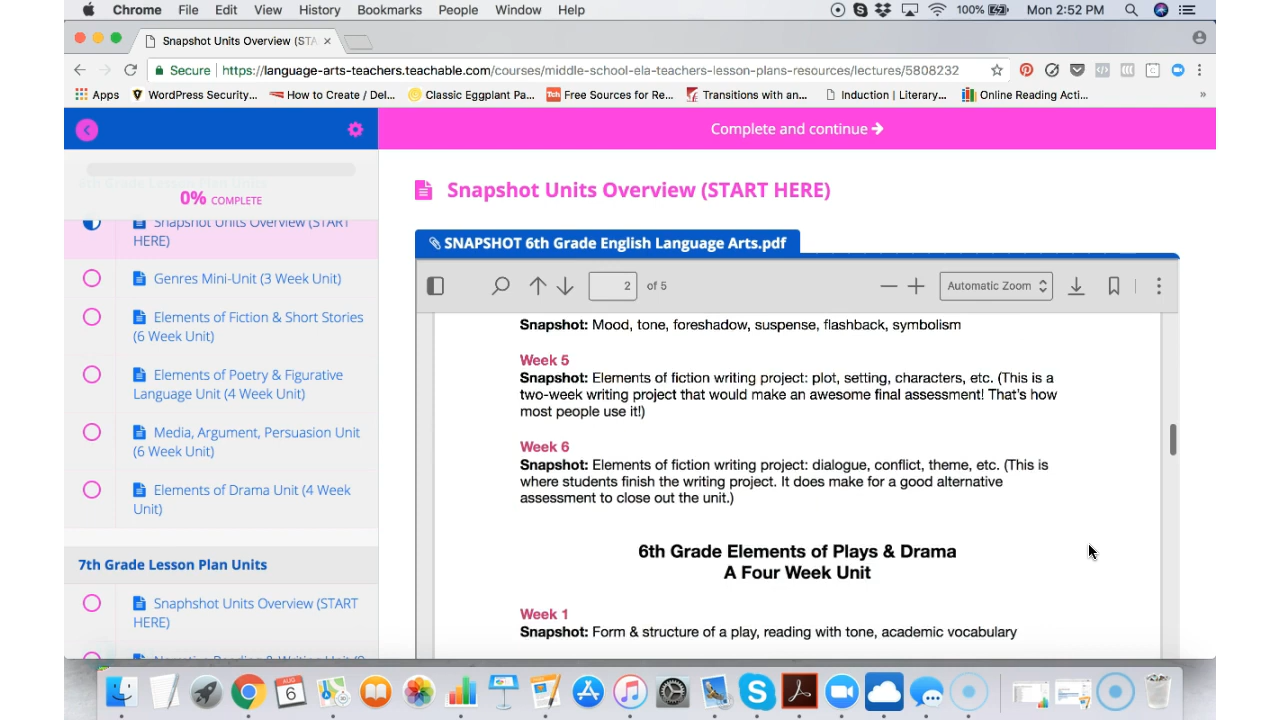 Chrome File Edit View History Bookmarks People Window Help 100% Mon 2:52 PM
Snapshot Units Overview (STA
Secure https://language-arts-teachers.teachable.com/courses/middle-school-ela-teachers-lesson-plans-resources/lectures/5808232
Apps WordPress Security... How to Create / Del... Classic Eggplant Pa... Free Sources for Re... Transitions with an... Induction | Literary... Online Reading Acti... »
Complete and continue
0% COMPLETE
Snapshot Units Overview (START
HERE)
Genres Mini-Unit (3 Week Unit)
Elements of Fiction & Short Stories
(6 Week Unit)
Elements of Poetry & Figurative
Language Unit (4 Week Unit)
Media, Argument, Persuasion Unit
(6 Week Unit)
Elements of Drama Unit (4 Week
Unit)
7th Grade Lesson Plan Units
Snaphshot Units Overview (START
HERE)
Snapshot Units Overview (START HERE)
SNAPSHOT 6th Grade English Language Arts.pdf
2 of 5 Automatic Zoom
Snapshot: Mood, tone, foreshadow, suspense, flashback, symbolism
Week 5
Snapshot: Elements of fiction writing project: plot, setting, characters, etc. (This is a
two-week writing project that would make an awesome final assessment! That's how
most people use it!)
Week 6
Snapshot: Elements of fiction writing project: dialogue, conflict, theme, etc. (This is
where students finish the writing project. It does make for a good alternative
assessment to close out the unit.)
6th Grade Elements of Plays & Drama
A Four Week Unit
Week 1
Snapshot: Form & structure of a play, reading with tone, academic vocabulary
AUG
6